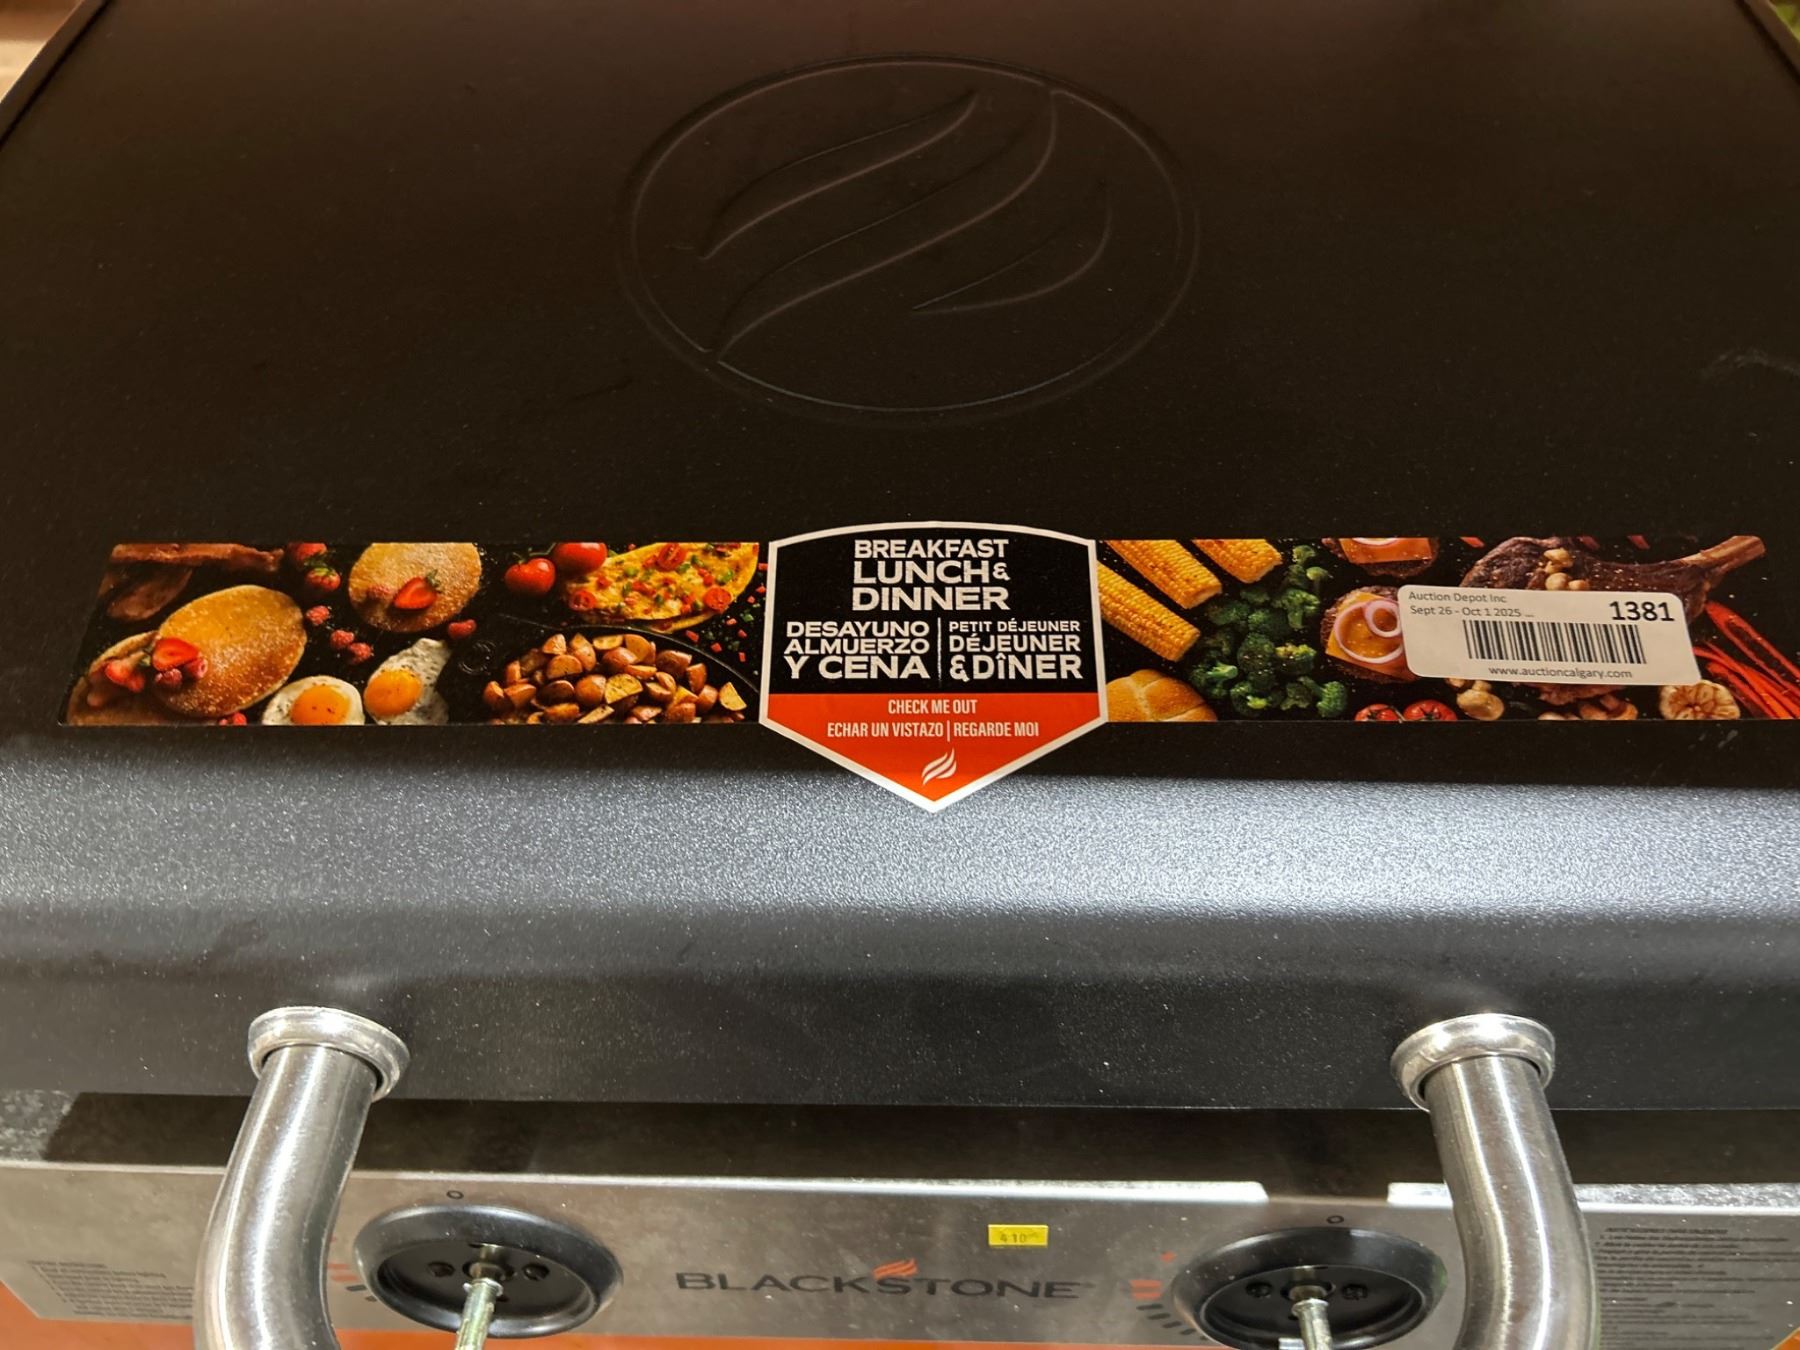 BREAKFAST
LUNCH &
DINNER
DESAYUNO
ALMUERZO
Y CENA
PETIT DÉJEUNER
DÉJEUNER
& DÎNER
CHECK ME OUT
ECHAR UN VISTAZO | REGARDE MOI
Auction Depot Inc
Sept 26 - Oct 1 2025 ...
1381
www.auctioncalgary.com
410
BLACKSTONE